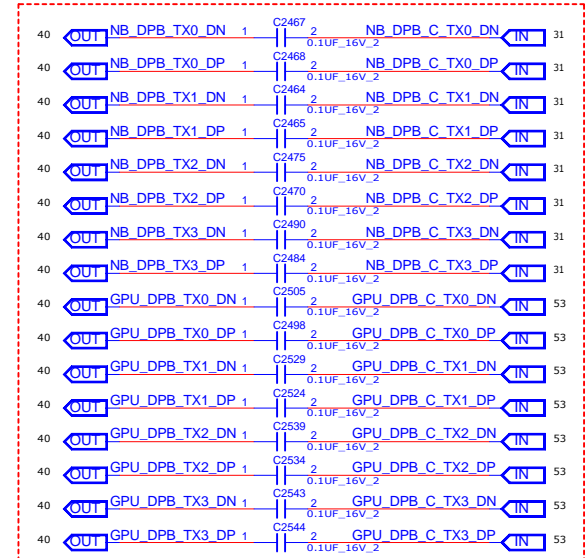 C2467
40 OUT NB_DPB_TX0_DN 1 2 NB_DPB_C_TX0_DN IN 31
0.1UF_16V_2
C2468
40 OUT NB_DPB_TX0_DP 1 2 NB_DPB_C_TX0_DP IN 31
0.1UF_16V_2
C2464
40 OUT NB_DPB_TX1_DN 1 2 NB_DPB_C_TX1_DN IN 31
0.1UF_16V_2
C2465
40 OUT NB_DPB_TX1_DP 1 2 NB_DPB_C_TX1_DP IN 31
0.1UF_16V_2
C2475
40 OUT NB_DPB_TX2_DN 1 2 NB_DPB_C_TX2_DN IN 31
0.1UF_16V_2
C2470
40 OUT NB_DPB_TX2_DP 1 2 NB_DPB_C_TX2_DP IN 31
0.1UF_16V_2
C2490
40 OUT NB_DPB_TX3_DN 1 2 NB_DPB_C_TX3_DN IN 31
0.1UF_16V_2
C2484
40 OUT NB_DPB_TX3_DP 1 2 NB_DPB_C_TX3_DP IN 31
0.1UF_16V_2
C2505
40 OUT GPU_DPB_TX0_DN 1 2 GPU_DPB_C_TX0_DN IN 53
0.1UF_16V_2
C2498
40 OUT GPU_DPB_TX0_DP 1 2 GPU_DPB_C_TX0_DP IN 53
0.1UF_16V_2
C2529
40 OUT GPU_DPB_TX1_DN 1 2 GPU_DPB_C_TX1_DN IN 53
0.1UF_16V_2
C2524
40 OUT GPU_DPB_TX1_DP 1 2 GPU_DPB_C_TX1_DP IN 53
0.1UF_16V_2
C2539
40 OUT GPU_DPB_TX2_DN 1 2 GPU_DPB_C_TX2_DN IN 53
0.1UF_16V_2
C2534
40 OUT GPU_DPB_TX2_DP 1 2 GPU_DPB_C_TX2_DP IN 53
0.1UF_16V_2
C2543
40 OUT GPU_DPB_TX3_DN 1 2 GPU_DPB_C_TX3_DN IN 53
0.1UF_16V_2
C2544
40 OUT GPU_DPB_TX3_DP 1 2 GPU_DPB_C_TX3_DP IN 53
0.1UF_16V_2